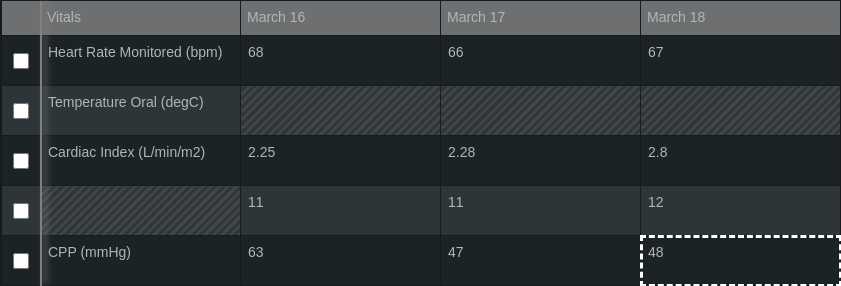 Vitals March 16 March 17 March 18
Heart Rate Monitored (bpm) 68 66 67
Temperature Oral (degC)
Cardiac Index (L/min/m2) 2.25 2.28 2.8
11 11 12
CPP (mmHg) 63 47 48